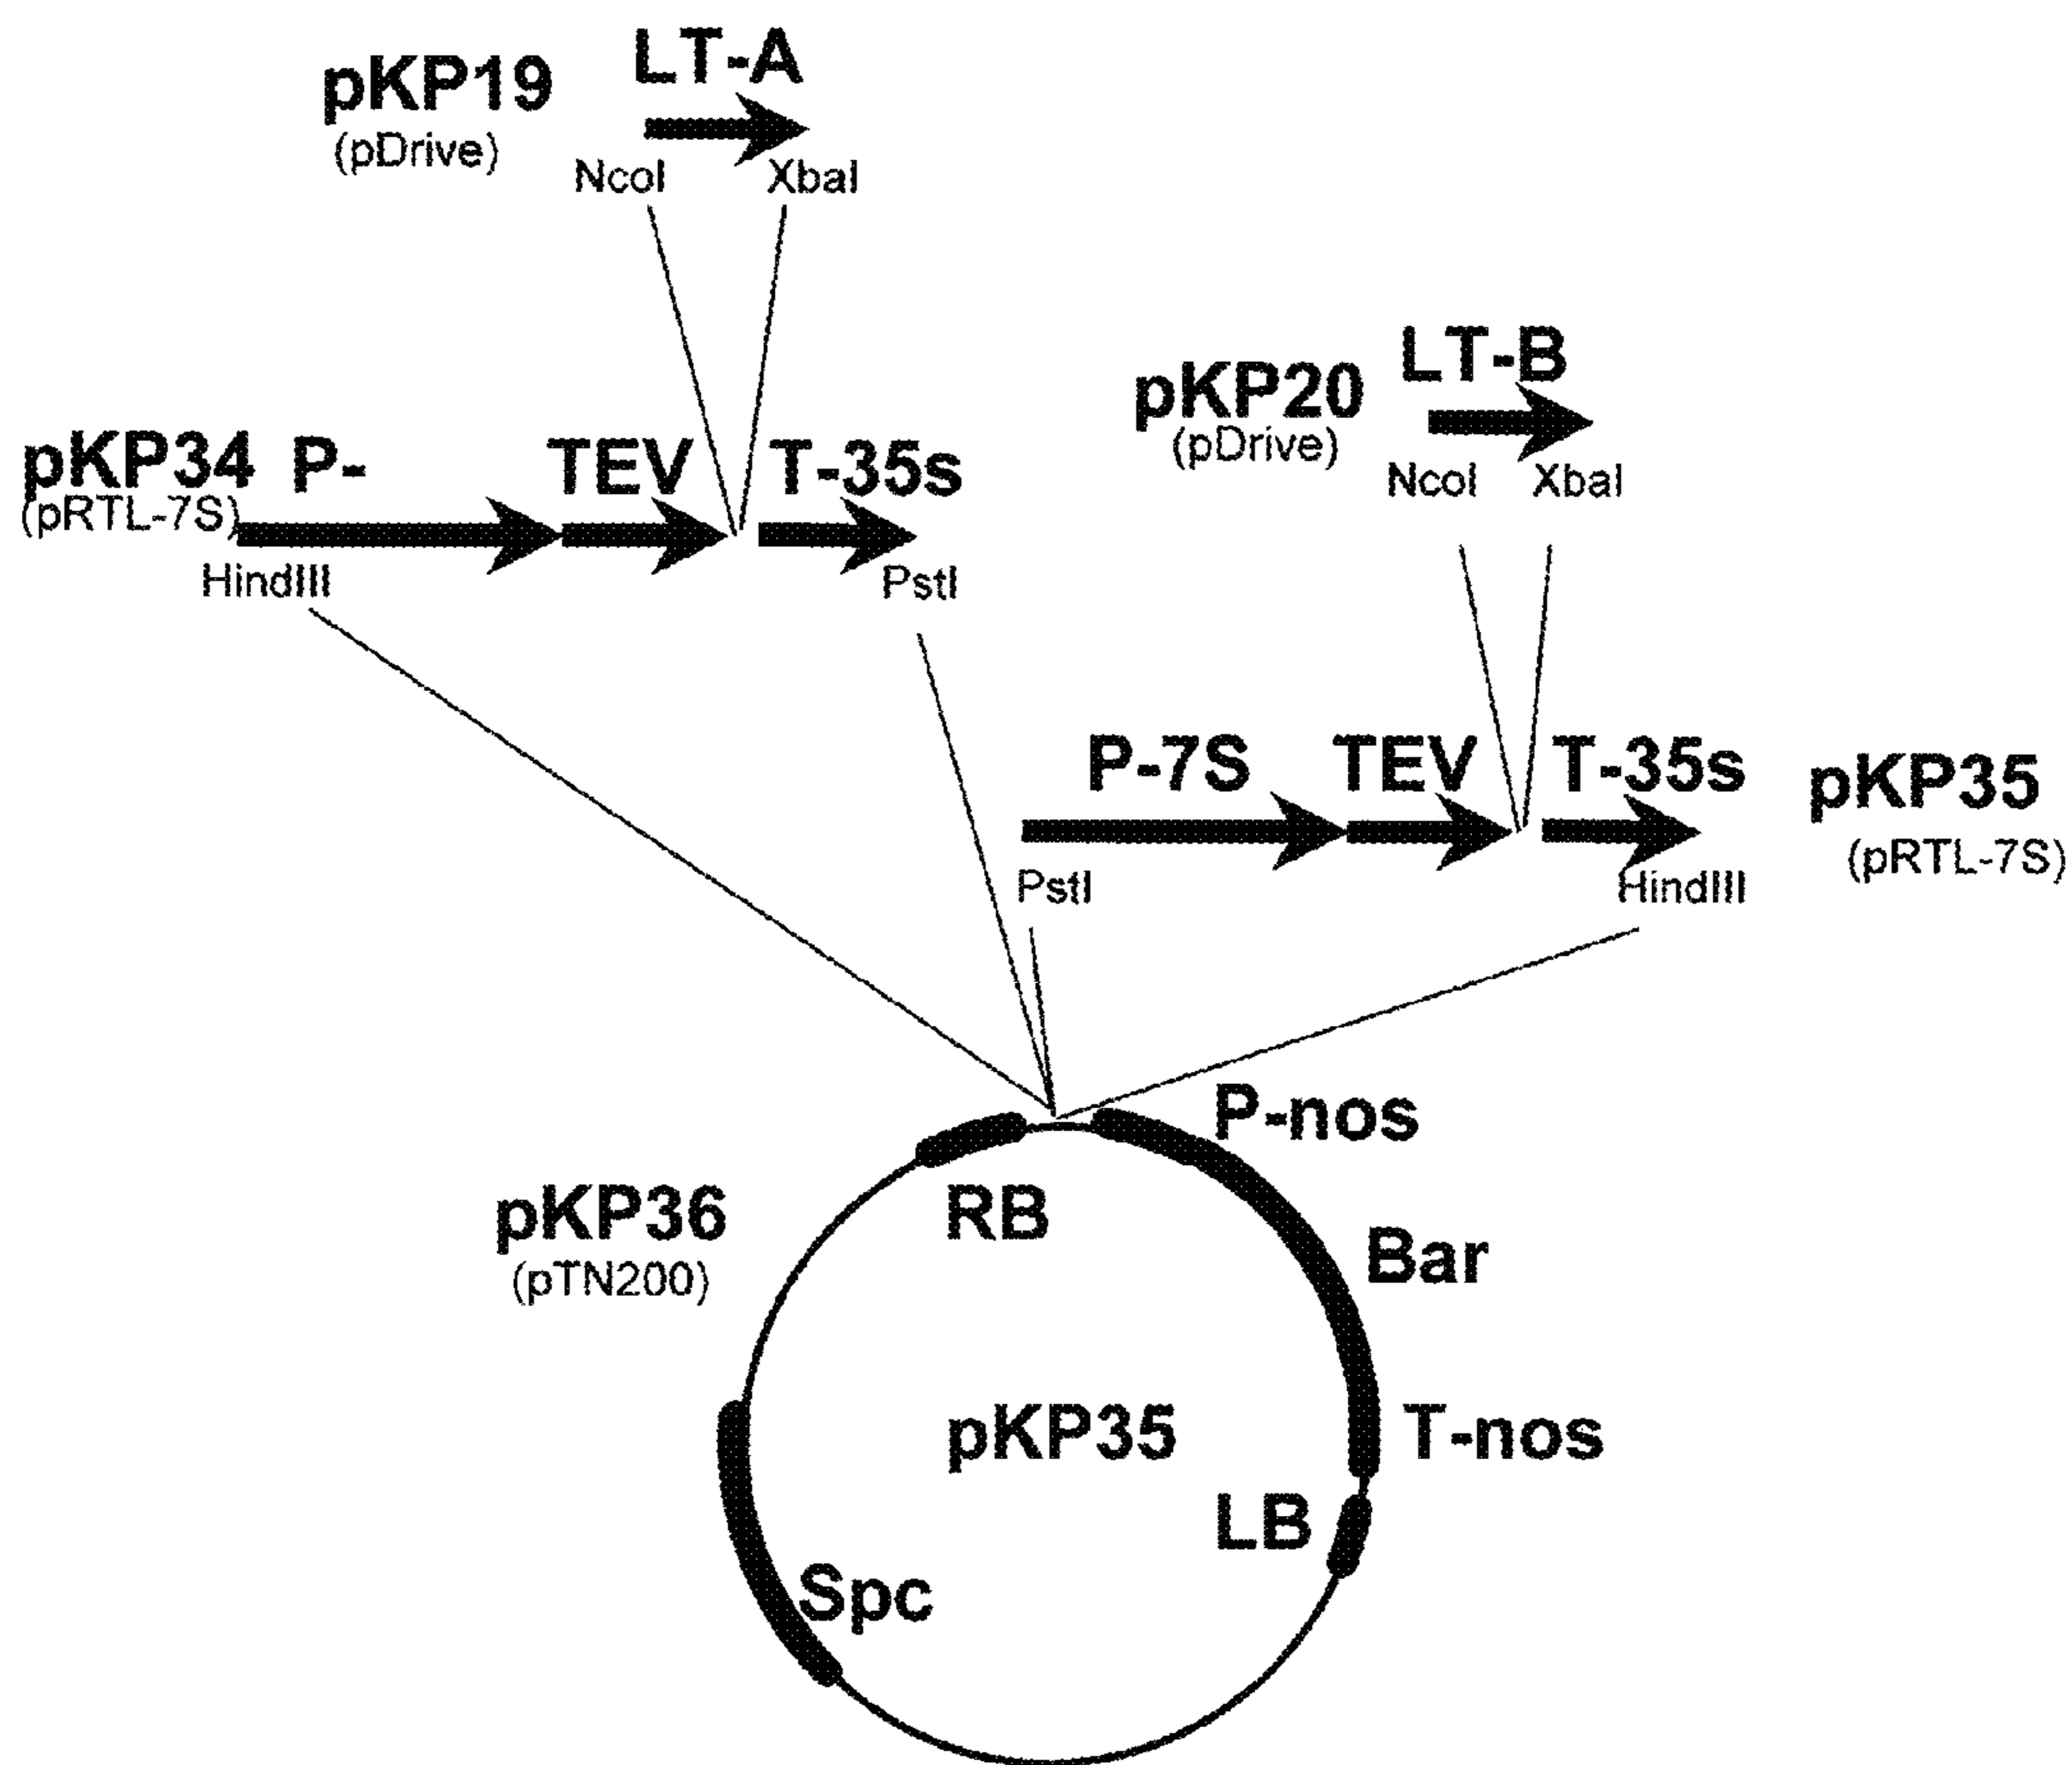 LT-A
pKP19
(pDrive)
NcoI XbaI
LT-B
pKP20
(pDrive)
NcoI XbaI
pKP34 P- TEV T-35s
(pRTL-7S)
HindIII PstI
P-7S TEV T-35s pKP35
(pRTL-7S)
PstI HindIII
P-nos
pKP36 RB
(pTN200)
Bar
pKP35 T-nos
LB
Spc